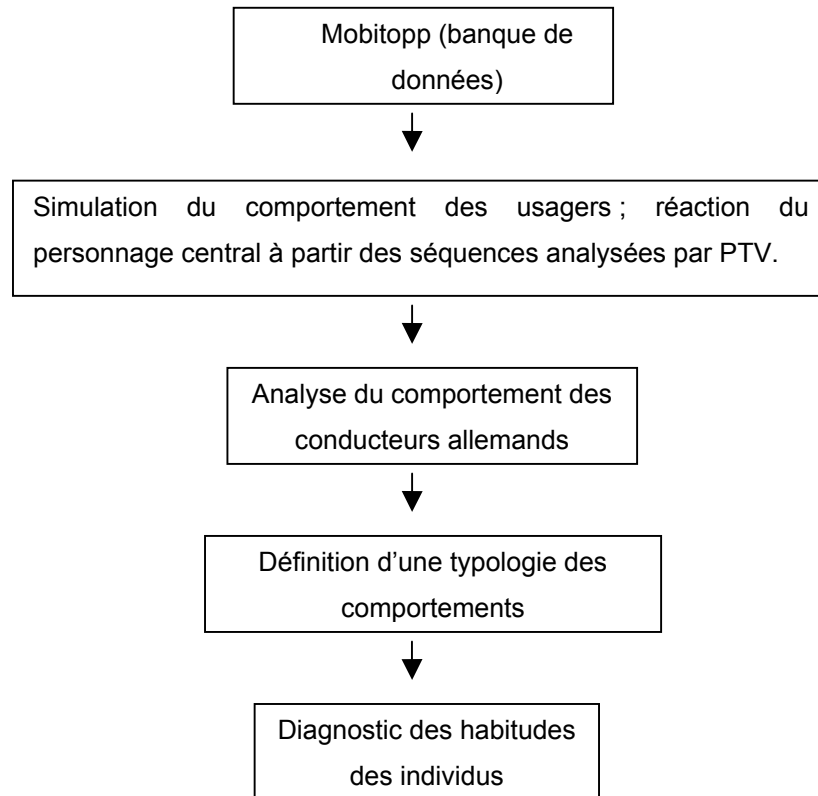 Mobitopp (banque de
données)
Simulation du comportement des usagers ; réaction du
personnage central à partir des séquences analysées par PTV.
Analyse du comportement des
conducteurs allemands
Définition d’une typologie des
comportements
Diagnostic des habitudes
des individus